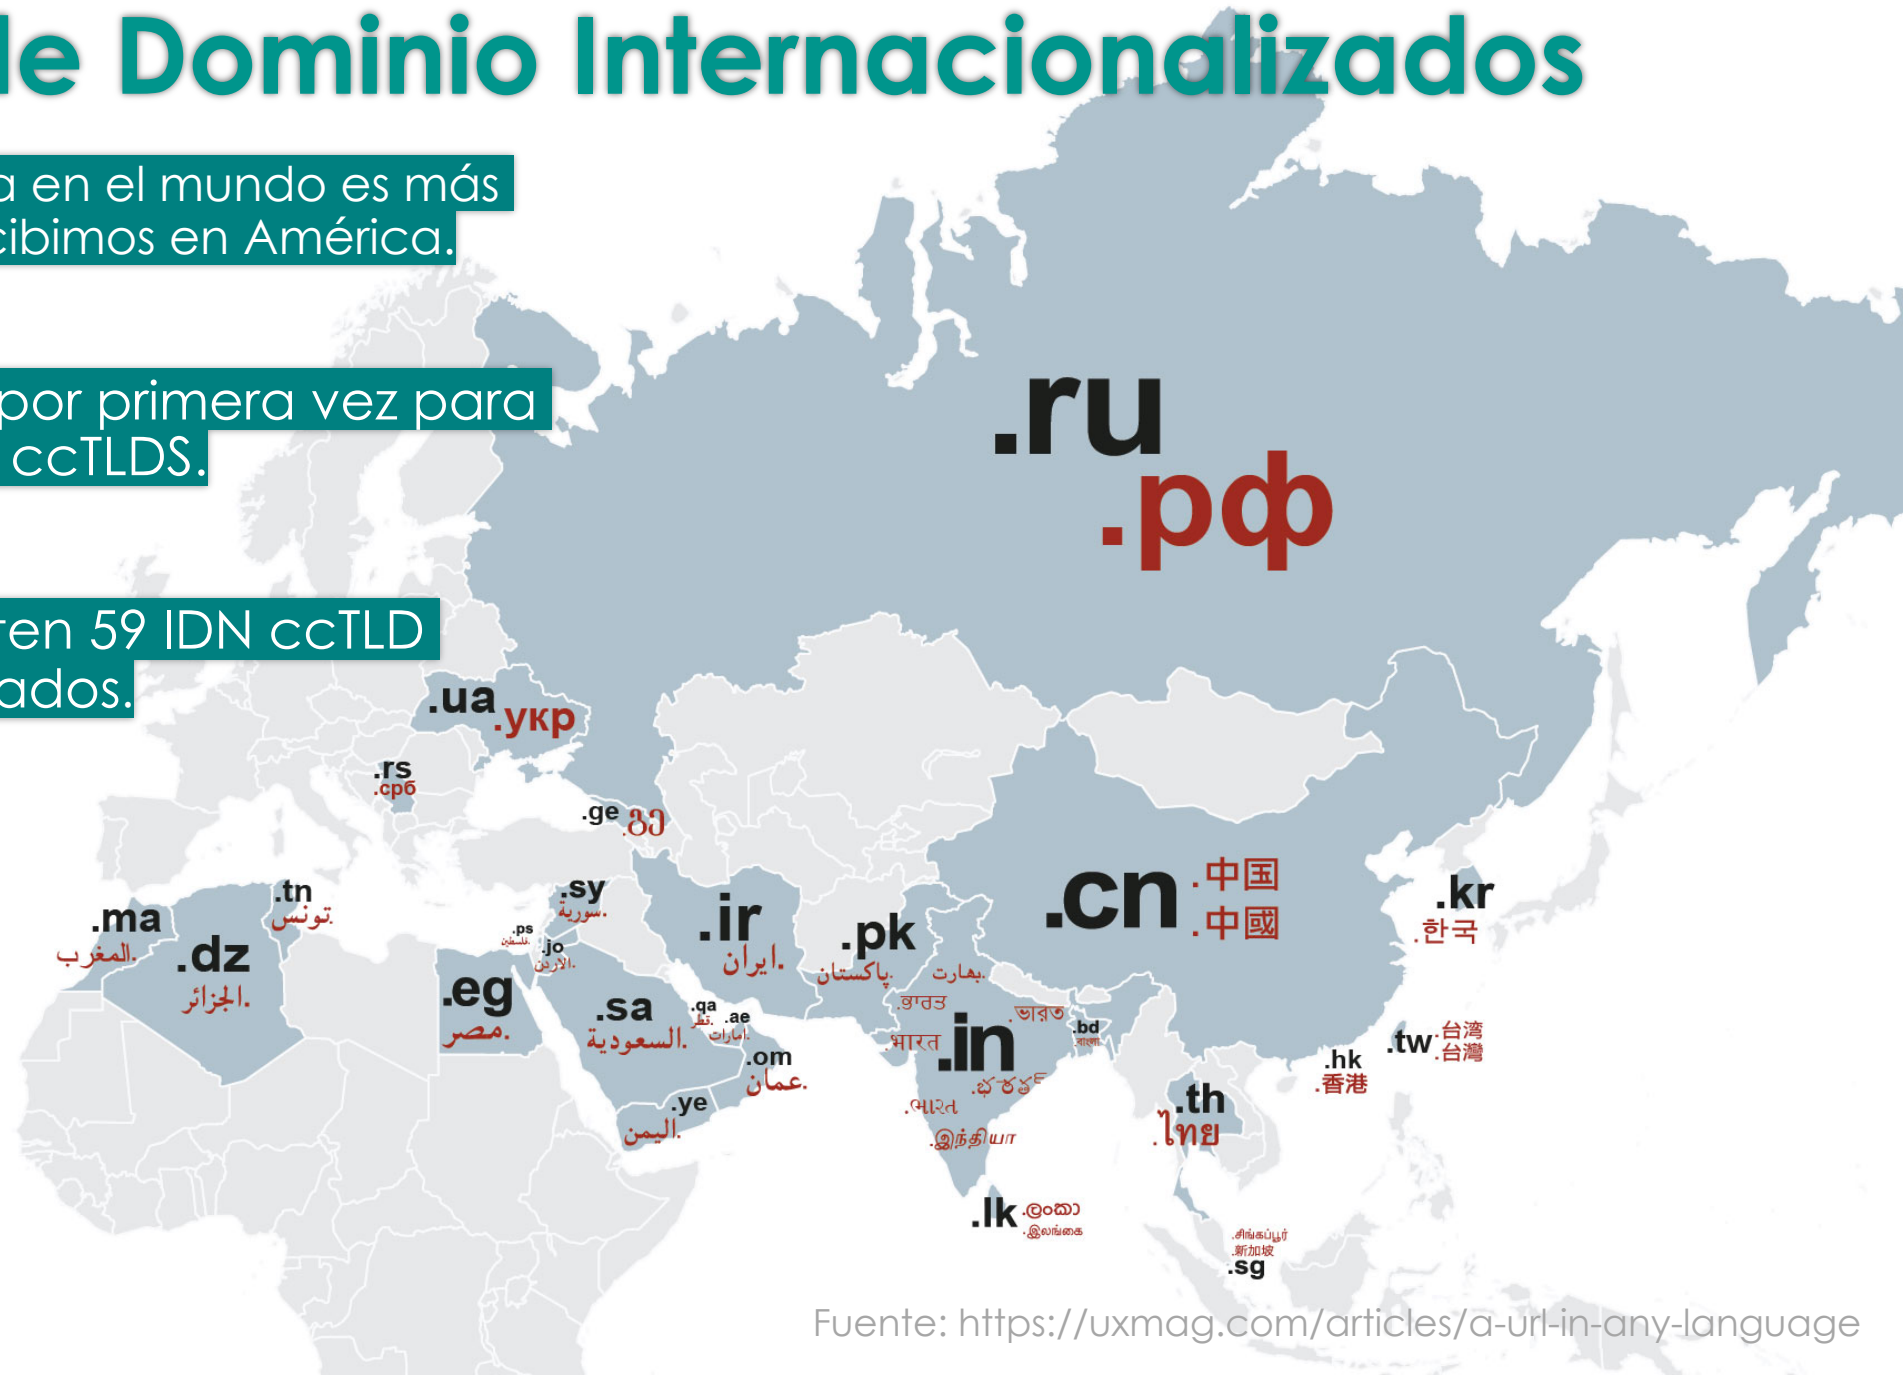 le Dominio Internacionalizados
a en el mundo es más
cibimos en América.
por primera vez para
ccTLDS.
ten 59 IDN ccTLD
ados.
.ru
.рф
.ua
.укр
.rs
.срб
.ge
.გე
.ma
المغرب.
.dz
الجزائر.
.tn
تونس.
.eg
مصر.
.ps
فلسطين.
.sy
سورية.
.jo
الاردن.
.sa
السعودية.
.ir
ايران.
.qa
قطر.
.ae
امارات.
.om
عمان.
.ye
اليمن.
.pk
پاکستان.
بھارت.
.ਭਾਰਤ
.ভারত
.भारत
.in
.భారత్
.ભારત
.இந்தியா
.bd
.বাংলা
.cn
.中国
.中國
.kr
.한국
.tw
.台湾
.台灣
.hk
.香港
.th
.ไทย
.lk
.ලංකා
.இலங்கை
.சிங்கப்பூர்
.新加坡
.sg
Fuente: https://uxmag.com/articles/a-url-in-any-language